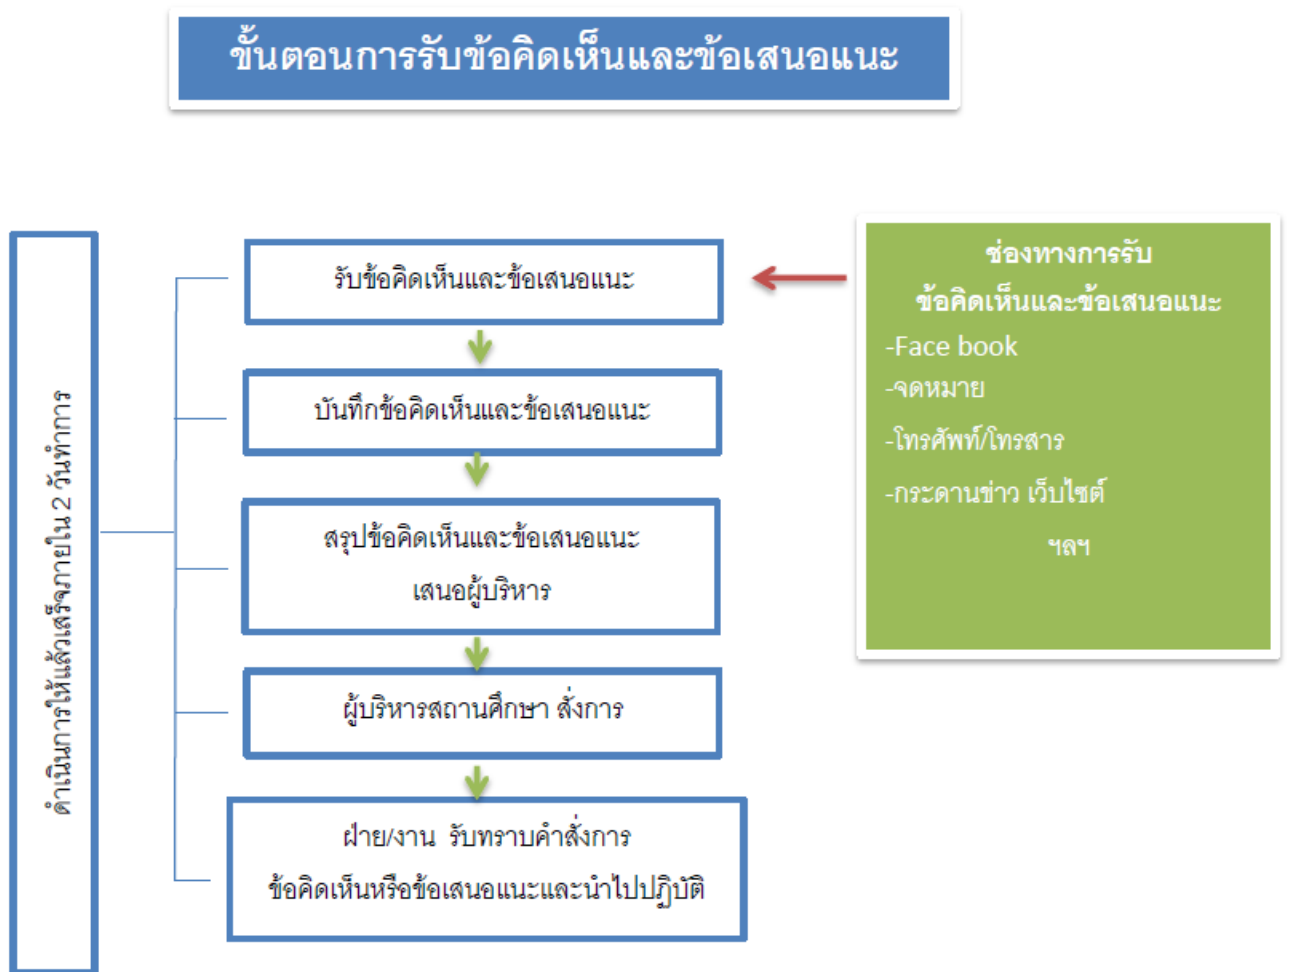 ขั้นตอนการรับข้อคิดเห็นและข้อเสนอแนะ
ดำเนินการให้แล้วเสร็จภายใน 2 วันทำการ
รับข้อคิดเห็นและข้อเสนอแนะ
บันทึกข้อคิดเห็นและข้อเสนอแนะ
สรุปข้อคิดเห็นและข้อเสนอแนะ
เสนอผู้บริหาร
ผู้บริหารสถานศึกษา สั่งการ
ฝ่าย/งาน รับทราบคำสั่งการ
ข้อคิดเห็นหรือข้อเสนอแนะและนำไปปฏิบัติ
ช่องทางการรับ
ข้อคิดเห็นและข้อเสนอแนะ
-Face book
-จดหมาย
-โทรศัพท์/โทรสาร
-กระดานข่าว เว็บไซต์
ฯลฯ